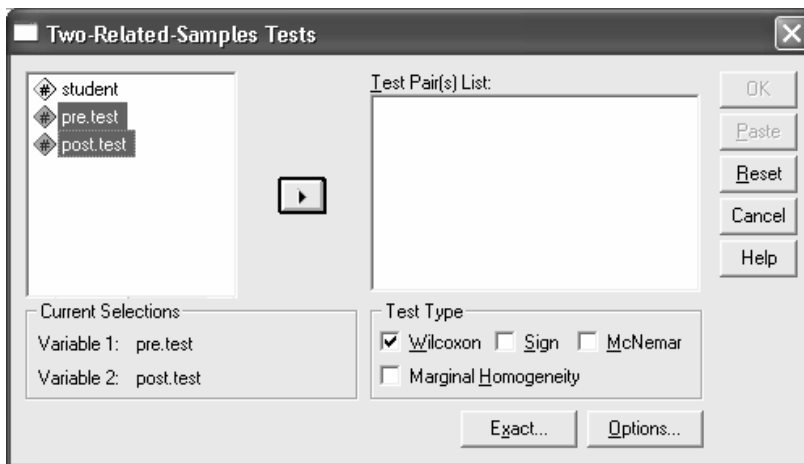 Two-Related-Samples Tests
student
pre.test
post.test
Test Pair(s) List:
OK
Paste
Reset
Cancel
Help
Current Selections
Variable 1: pre.test
Variable 2: post.test
Test Type
Wilcoxon Sign McNemar
Marginal Homogeneity
Exact... Options...